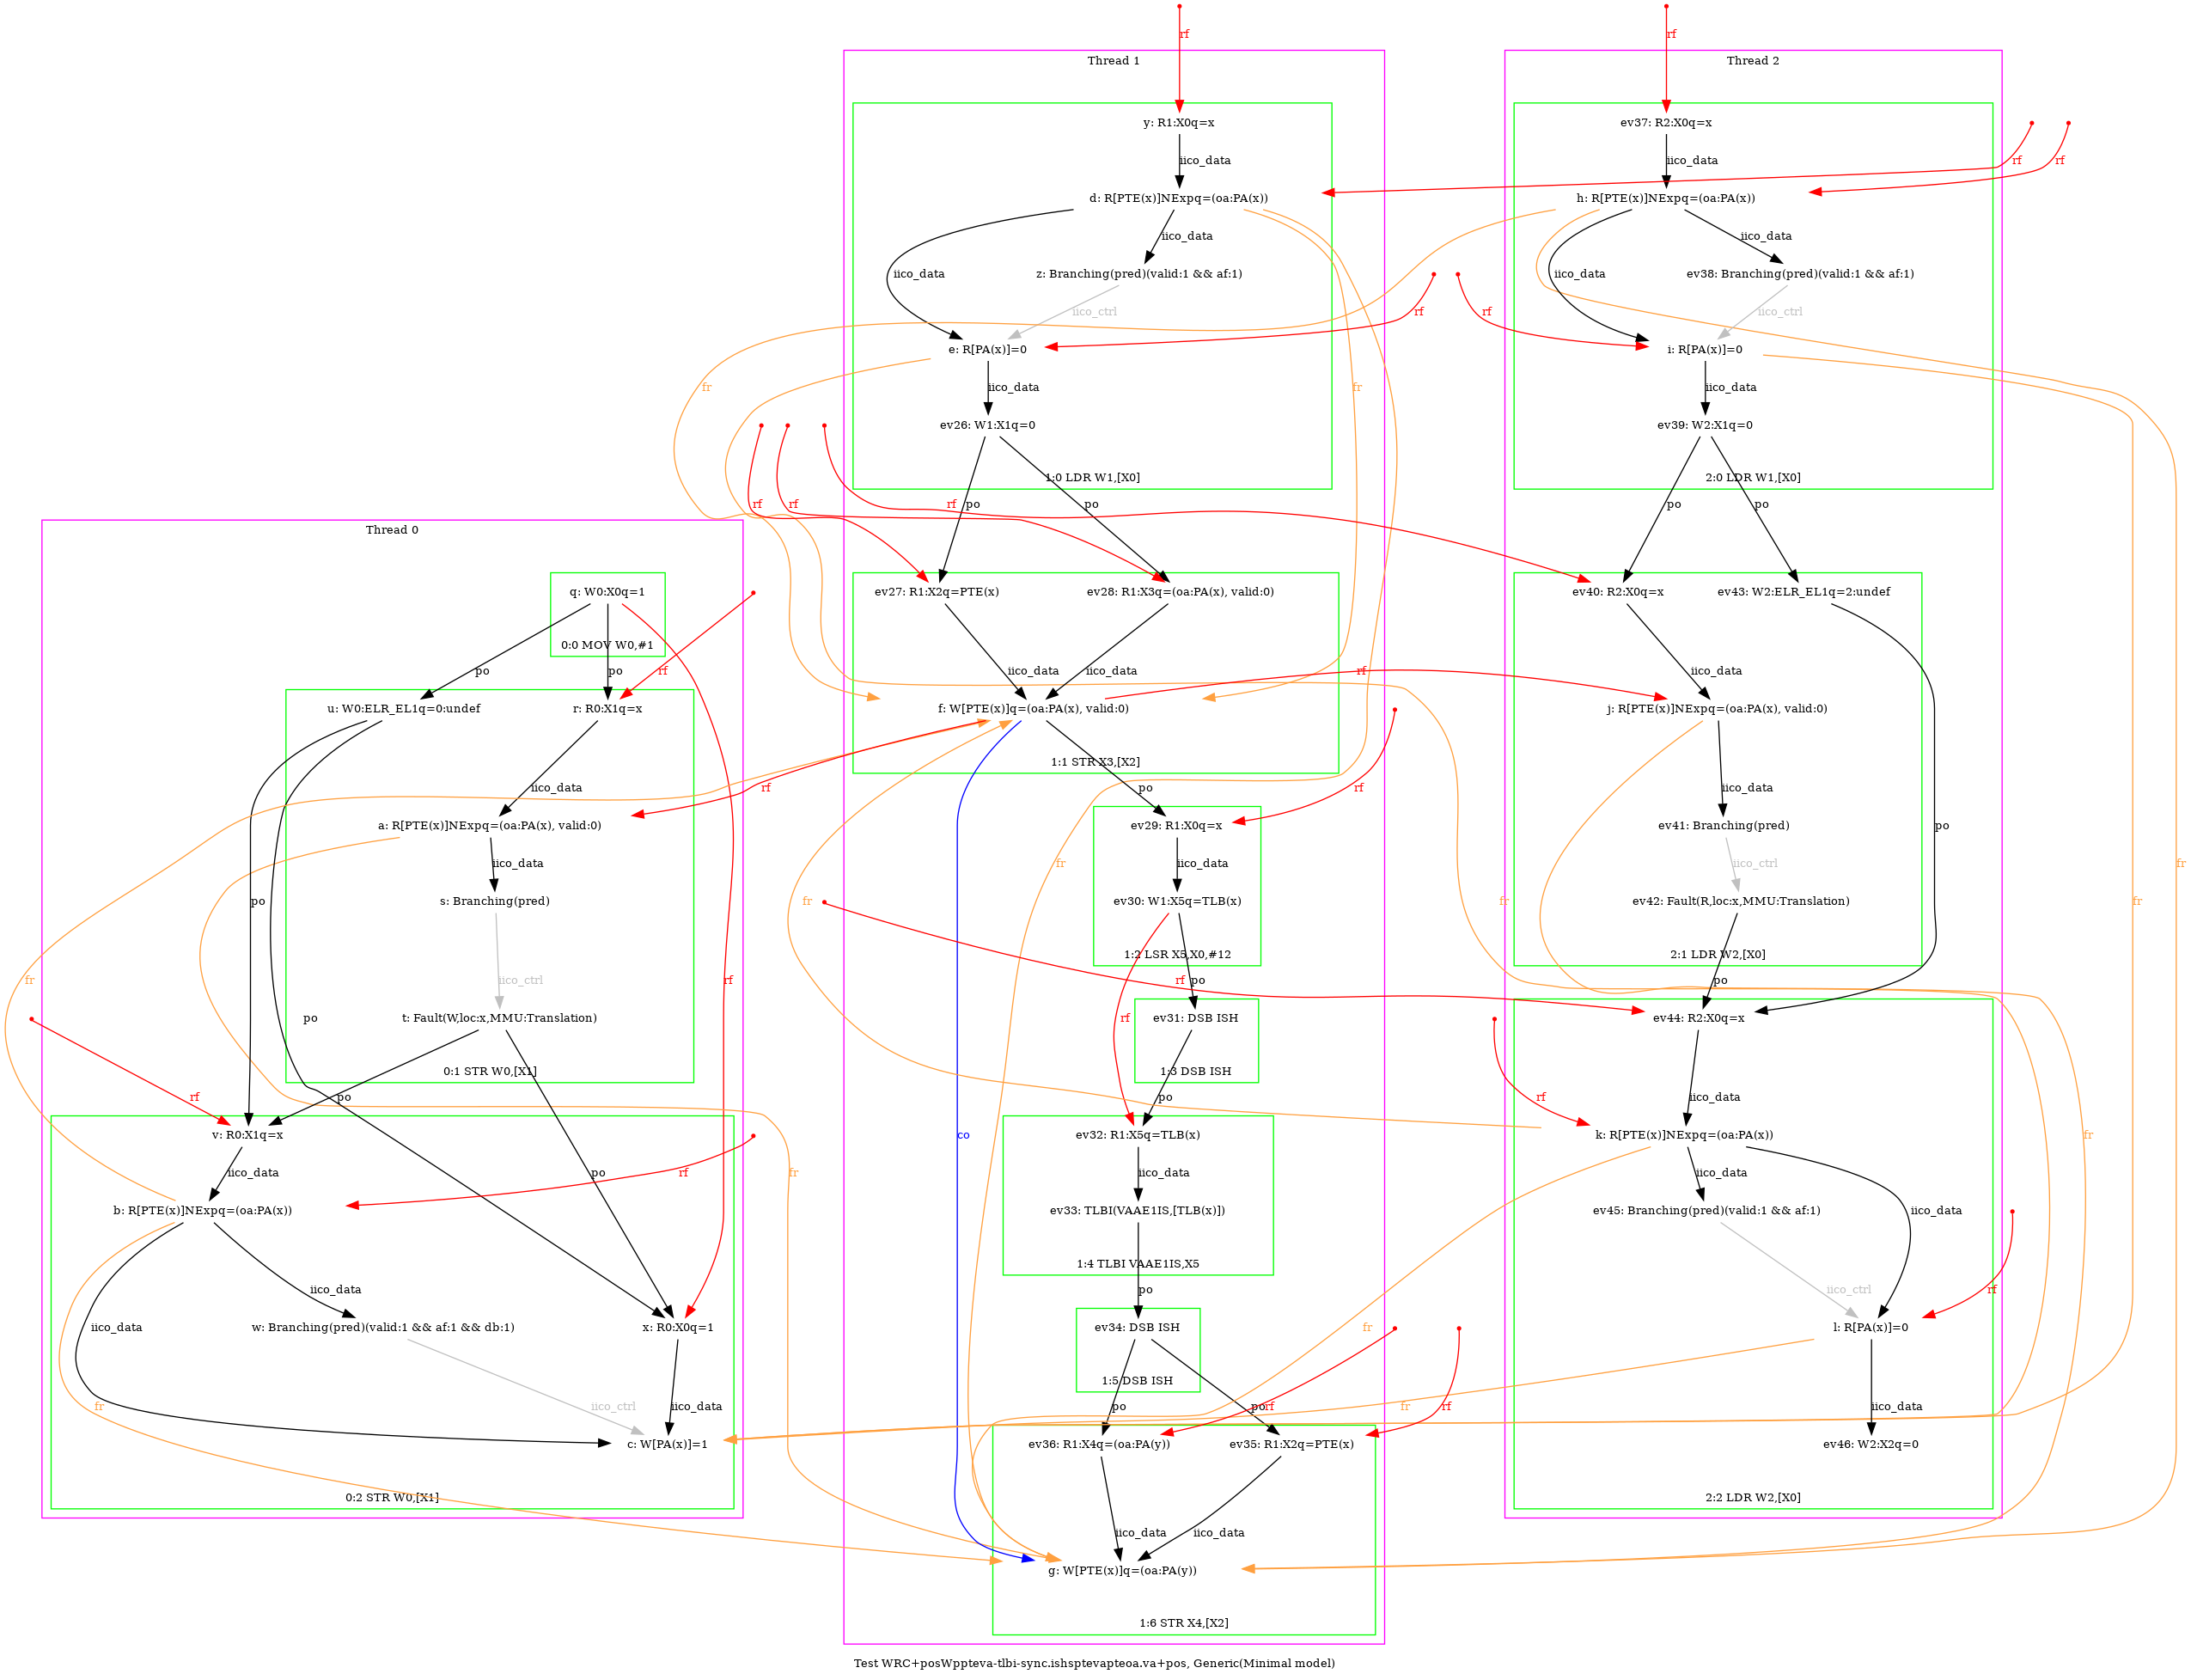 rf
rf
Thread 1
Thread 2
y: R1:X0q=x
ev37: R2:X0q=x
iico_data
iico_data
rf
rf
d: R[PTE(x)]NExpq=(oa:PA(x))
h: R[PTE(x)]NExpq=(oa:PA(x))
iico_data
iico_data
iico_data
iico_data
z: Branching(pred)(valid:1 && af:1)
ev38: Branching(pred)(valid:1 && af:1)
iico_ctrl
rf
rf
iico_ctrl
e: R[PA(x)]=0
i: R[PA(x)]=0
fr
iico_data
fr
iico_data
ev26: W1:X1q=0
ev39: W2:X1q=0
1:0 LDR W1,[X0]
2:0 LDR W1,[X0]
rf
rf
rf
po
po
po
po
Thread 0
q: W0:X0q=1
ev27: R1:X2q=PTE(x)
ev28: R1:X3q=(oa:PA(x), valid:0)
ev40: R2:X0q=x
ev43: W2:ELR_EL1q=2:undef
0:0 MOV W0,#1
po
po
rf
iico_data
iico_data
rf
iico_data
u: W0:ELR_EL1q=0:undef
r: R0:X1q=x
f: W[PTE(x)]q=(oa:PA(x), valid:0)
j: R[PTE(x)]NExpq=(oa:PA(x), valid:0)
1:1 STR X3,[X2]
iico_data
rf
po
rf
iico_data
a: R[PTE(x)]NExpq=(oa:PA(x), valid:0)
ev29: R1:X0q=x
ev41: Branching(pred)
po
iico_data
fr
iico_data
iico_ctrl
s: Branching(pred)
fr
ev30: W1:X5q=TLB(x)
fr
ev42: Fault(R,loc:x,MMU:Translation)
po
1:2 LSR X5,X0,#12
2:1 LDR W2,[X0]
fr
iico_ctrl
rf
po
rf
po
po
t: Fault(W,loc:x,MMU:Translation)
rf
ev31: DSB ISH
ev44: R2:X0q=x
0:1 STR W0,[X1]
1:3 DSB ISH
rf
po
po
rf
iico_data
v: R0:X1q=x
co
ev32: R1:X5q=TLB(x)
k: R[PTE(x)]NExpq=(oa:PA(x))
fr
iico_data
po
rf
fr
iico_data
iico_data
iico_data
b: R[PTE(x)]NExpq=(oa:PA(x))
ev33: TLBI(VAAE1IS,[TLB(x)])
ev45: Branching(pred)(valid:1 && af:1)
fr
fr
1:4 TLBI VAAE1IS,X5
iico_data
iico_data
po
iico_ctrl
rf
w: Branching(pred)(valid:1 && af:1 && db:1)
x: R0:X0q=1
ev34: DSB ISH
fr
l: R[PA(x)]=0
1:5 DSB ISH
fr
iico_ctrl
iico_data
po
po
rf
fr
rf
iico_data
c: W[PA(x)]=1
ev36: R1:X4q=(oa:PA(y))
ev35: R1:X2q=PTE(x)
ev46: W2:X2q=0
0:2 STR W0,[X1]
2:2 LDR W2,[X0]
iico_data
iico_data
g: W[PTE(x)]q=(oa:PA(y))
1:6 STR X4,[X2]
Test WRC+posWppteva-tlbi-sync.ishsptevapteoa.va+pos, Generic(Minimal model)